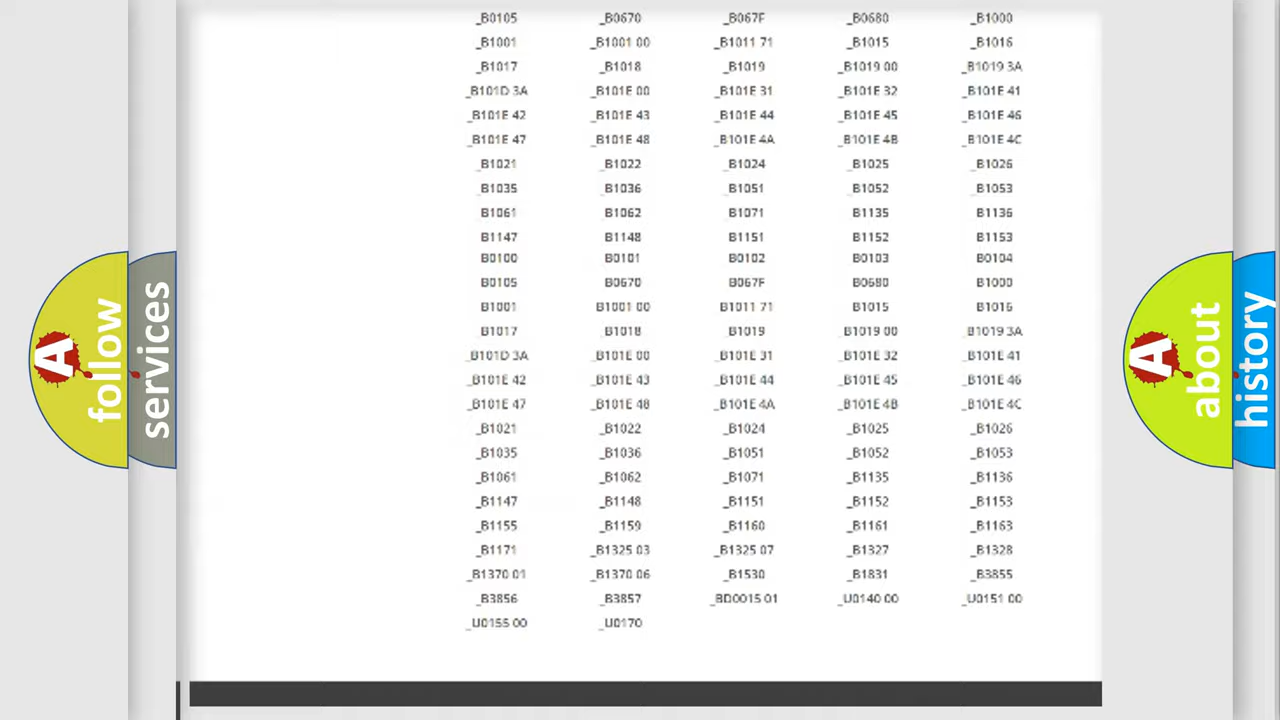 _B0105 _B0670 _B067F _B0680 _B1000
_B1001 _B1001 00 _B1011 71 _B1015 _B1016
_B1017 _B1018 _B1019 _B1019 00 _B1019 3A
_B101D 3A _B101E 00 _B101E 31 _B101E 32 _B101E 41
_B101E 42 _B101E 43 _B101E 44 _B101E 45 _B101E 46
_B101E 47 _B101E 48 _B101E 4A _B101E 4B _B101E 4C
_B1021 _B1022 _B1024 _B1025 _B1026
_B1035 _B1036 _B1051 _B1052 _B1053
B1061 B1062 B1071 B1135 B1136
B1147 B1148 B1151 B1152 B1153
B0100 B0101 B0102 B0103 B0104
B0105 B0670 B067F B0680 B1000
B1001 B1001 00 B1011 71 B1015 B1016
B1017 B1018 B1019 B1019 00 _B1019 3A
_B101D 3A _B101E 00 _B101E 31 _B101E 32 _B101E 41
_B101E 42 _B101E 43 _B101E 44 _B101E 45 _B101E 46
_B101E 47 _B101E 48 _B101E 4A _B101E 4B _B101E 4C
_B1021 _B1022 _B1024 _B1025 _B1026
_B1035 _B1036 _B1051 _B1052 _B1053
_B1061 _B1062 _B1071 _B1135 _B1136
_B1147 _B1148 _B1151 _B1152 _B1153
_B1155 _B1159 _B1160 _B1161 _B1163
_B1171 _B1325 03 _B1325 07 _B1327 _B1328
_B1370 01 _B1370 06 _B1530 _B1831 _B3855
_B3856 _B3857 _BD0015 01 _U0140 00 _U0151 00
_U0155 00 _U0170
A follow
services
A about
history